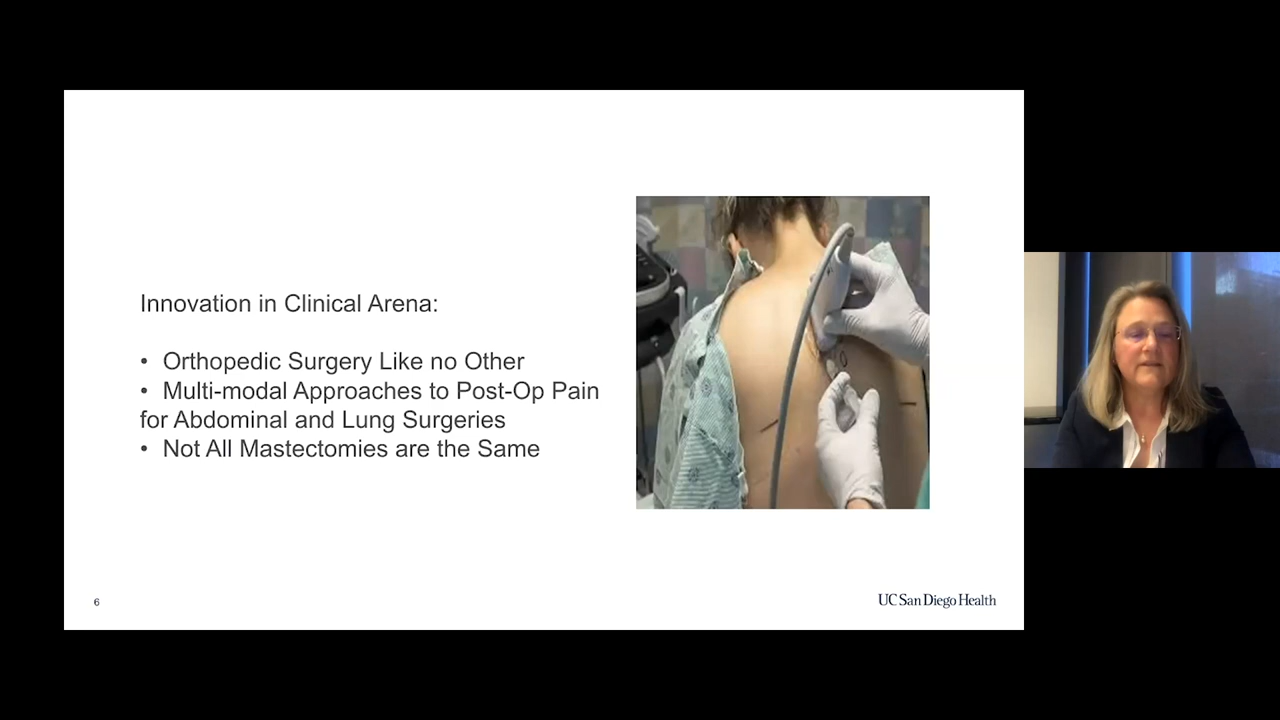 Innovation in Clinical Arena:
• Orthopedic Surgery Like no Other
• Multi-modal Approaches to Post-Op Pain
for Abdominal and Lung Surgeries
• Not All Mastectomies are the Same
6
UC San Diego Health